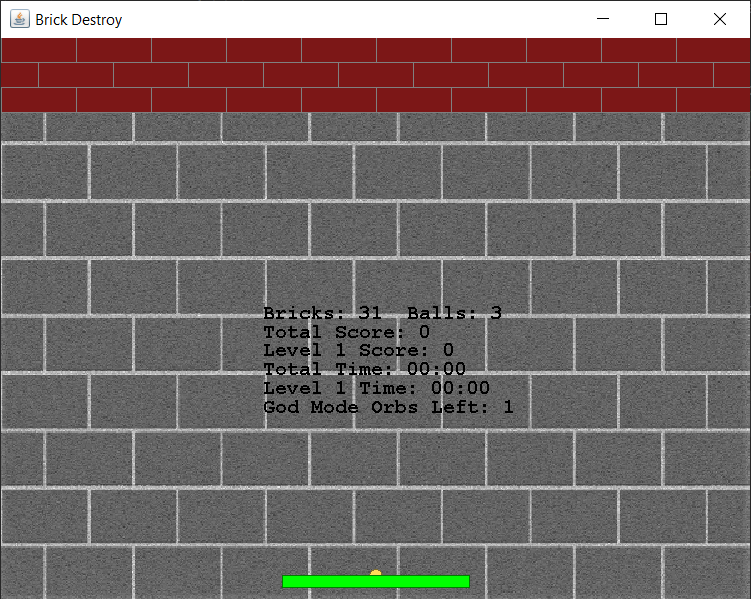 Brick Destroy
Bricks: 31 Balls: 3
Total Score: 0
Level 1 Score: 0
Total Time: 00:00
Level 1 Time: 00:00
God Mode Orbs Left: 1